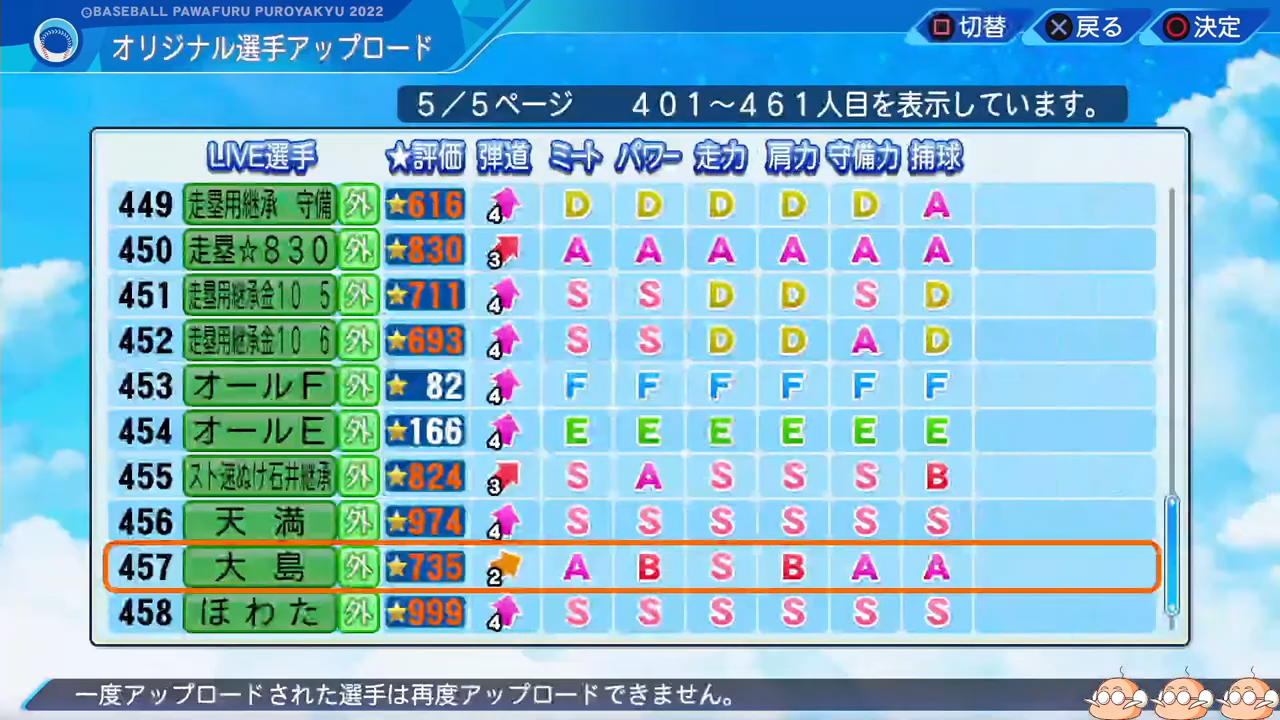 ©BASEBALL PAWAFURU PUROYAKYU 2022
オリジナル選手アップロード
切替 戻る 決定
5/5ページ 401~461人目を表示しています。
LIVE選手 ★評価 弾道 ミート パワー 走力 肩力 守備力 捕球
449 走塁用継承 守備 外 ★616 4 D D D D D A
450 走塁☆830 外 ★830 3 A A A A A A
451 走塁用継承金10 5 外 ★711 4 S S D D S D
452 走塁用継承金10 6 外 ★693 4 S S D D A D
453 オールF 外 ★82 4 F F F F F F
454 オールE 外 ★166 4 E E E E E E
455 スト速ぬけ石井継承 外 ★824 3 S A S S S B
456 天満 外 ★974 4 S S S S S S
457 大島 外 ★735 2 A B S B A A
458 ほわた 外 ★999 4 S S S S S S
一度アップロードされた選手は再度アップロードできません。